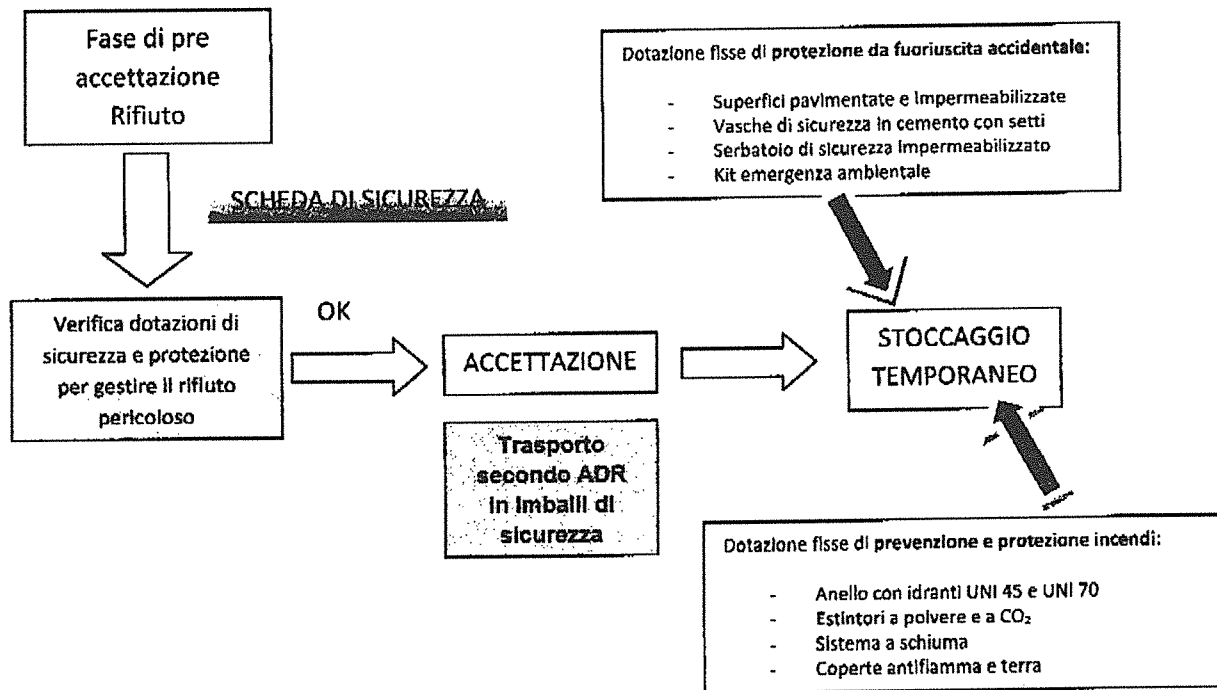 Fase di pre
accettazione
Rifiuto
SCHEDA DI SICUREZZA
Verifica dotazioni di
sicurezza e protezione
per gestire il rifiuto
pericoloso
OK
ACCETTAZIONE
Trasporto
secondo ADR
in imballi di
sicurezza
Dotazione fisse di protezione da fuoriuscita accidentale:
- Superfici pavimentate e impermeabilizzate
- Vasche di sicurezza in cemento con setti
- Serbatoio di sicurezza impermeabilizzato
- Kit emergenza ambientale
STOCCAGGIO
TEMPORANEO
Dotazione fisse di prevenzione e protezione incendi:
- Anello con idranti UNI 45 e UNI 70
- Estintori a polvere e a CO₂
- Sistema a schiuma
- Coperte antifiamma e terra